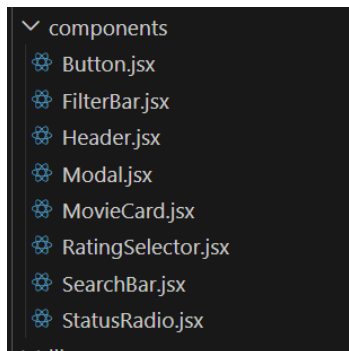 components
Button.jsx
FilterBar.jsx
Header.jsx
Modal.jsx
MovieCard.jsx
RatingSelector.jsx
SearchBar.jsx
StatusRadio.jsx